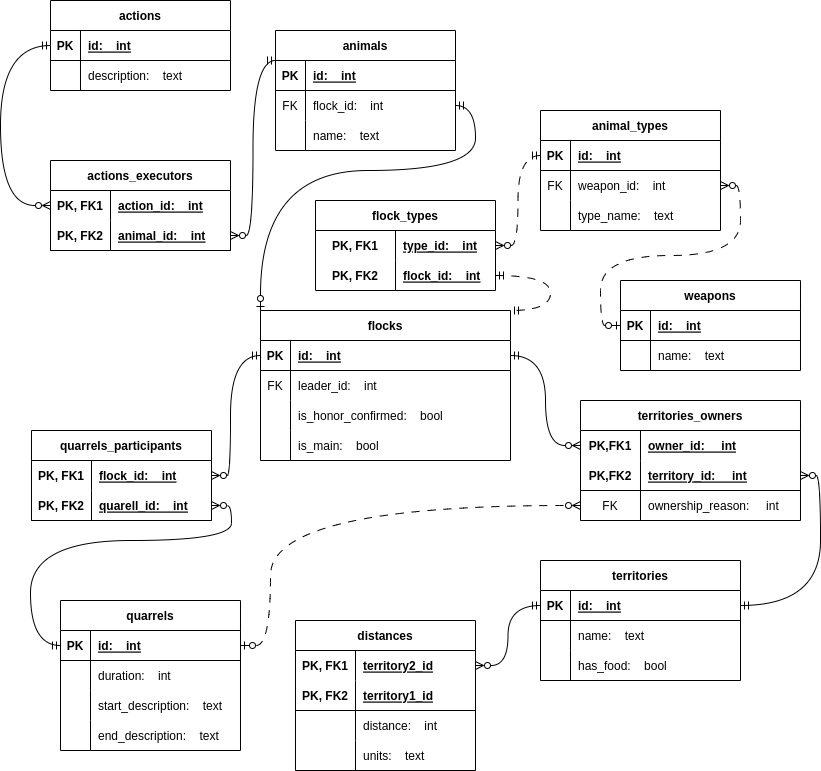 actions
PK id: int
description: text
animals
PK id: int
FK flock_id: int
name: text
animal_types
PK id: int
FK weapon_id: int
type_name: text
actions_executors
PK, FK1 action_id: int
PK, FK2 animal_id: int
flock_types
PK, FK1 type_id: int
PK, FK2 flock_id: int
weapons
PK id: int
name: text
flocks
PK id: int
FK leader_id: int
is_honor_confirmed: bool
is_main: bool
territories_owners
PK,FK1 owner_id: int
PK,FK2 territory_id: int
FK ownership_reason: int
quarrels_participants
PK, FK1 flock_id: int
PK, FK2 quarell_id: int
territories
PK id: int
name: text
has_food: bool
quarrels
PK id: int
duration: int
start_description: text
end_description: text
distances
PK, FK1 territory2_id
PK, FK2 territory1_id
distance: int
units: text